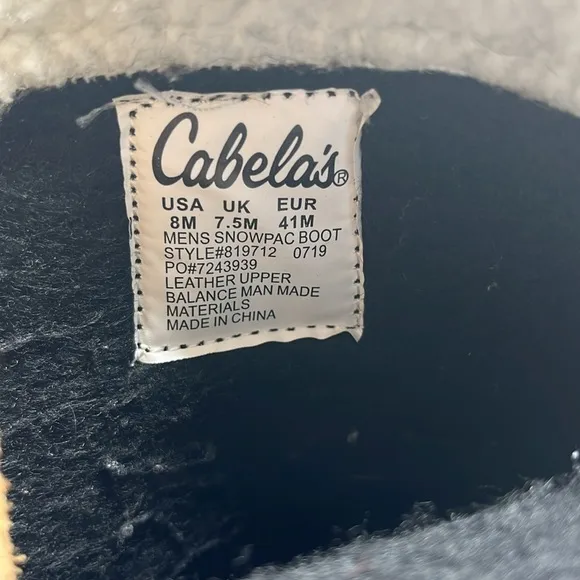 Cabela's®
USA UK EUR
8M 7.5M 41M
MENS SNOWPAC BOOT
STYLE#819712 0719
PO#7243939
LEATHER UPPER
BALANCE MAN MADE
MATERIALS
MADE IN CHINA